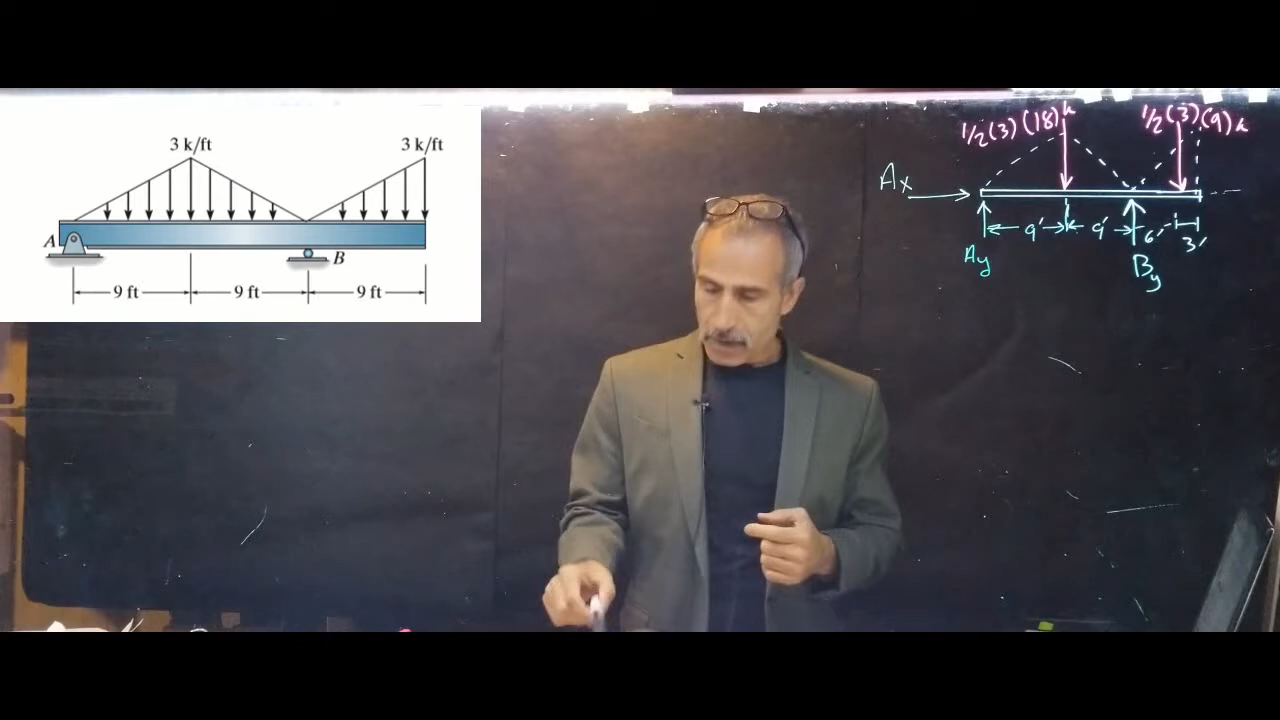 3 k/ft 3 k/ft
A
B
9 ft 9 ft 9 ft
1/2(3)(18)k 1/2(3)(9)k
Ax
9' 9' 6' 3'
Ay By